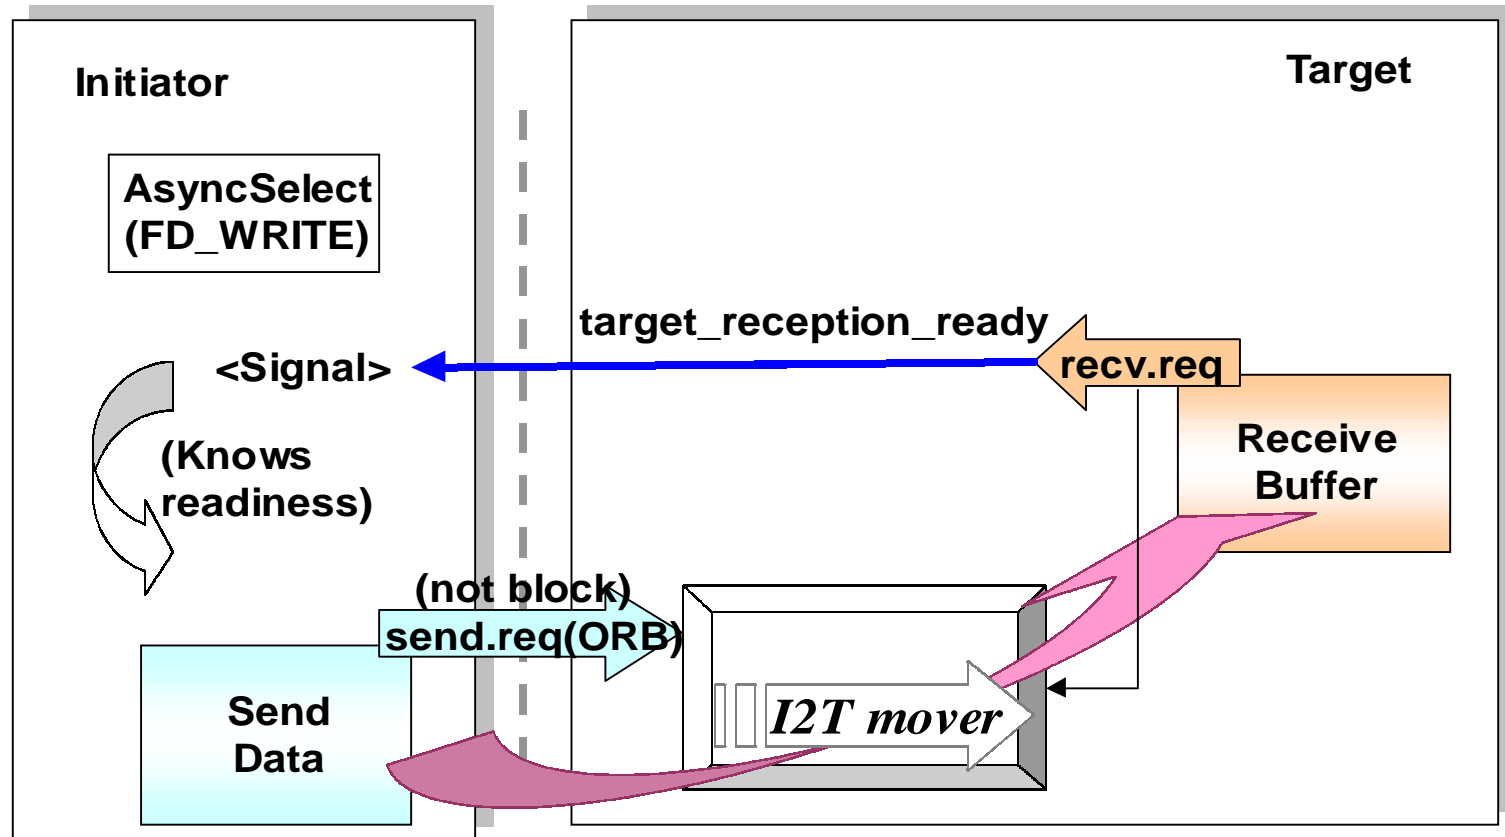 Initiator
Target
AsyncSelect
(FD_WRITE)
target_reception_ready
<Signal>
recv.req
(Knows
readiness)
Receive
Buffer
(not block)
send.req(ORB)
Send
Data
I2T mover